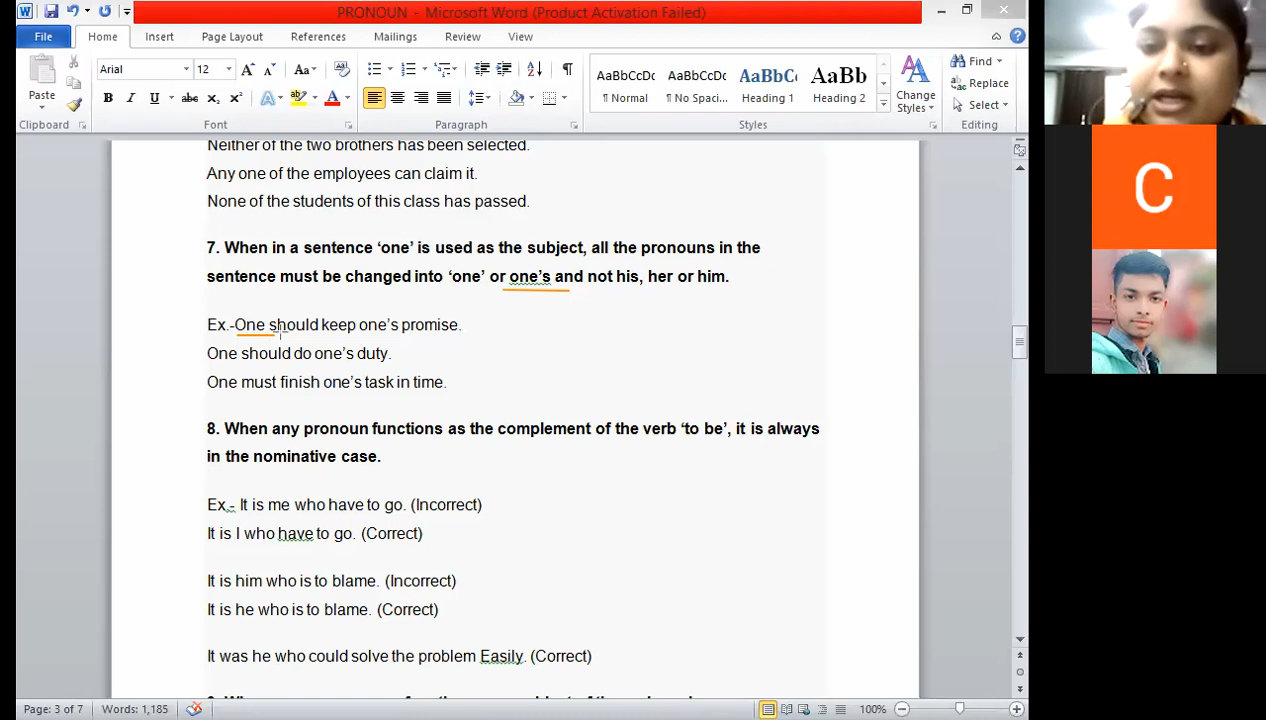 PRONOUN - Microsoft Word (Product Activation Failed)
File Home Insert Page Layout References Mailings Review View
Paste
Arial 12
Aa
B I U abc X₂ X² A A
AaBbCcDc AaBbCcDc AaBbCc AaBb
¶ Normal ¶ No Spaci... Heading 1 Heading 2
Change
Styles
Find
Replace
Select
Clipboard Font Paragraph Styles Editing
Neither of the two brothers has been selected.
Any one of the employees can claim it.
None of the students of this class has passed.
7. When in a sentence ‘one’ is used as the subject, all the pronouns in the
sentence must be changed into ‘one’ or one’s and not his, her or him.
Ex.-One should keep one’s promise.
One should do one’s duty.
One must finish one’s task in time.
8. When any pronoun functions as the complement of the verb ‘to be’, it is always
in the nominative case.
Ex.- It is me who have to go. (Incorrect)
It is I who have to go. (Correct)
It is him who is to blame. (Incorrect)
It is he who is to blame. (Correct)
It was he who could solve the problem Easily. (Correct)
Page: 3 of 7 Words: 1,185 100%
C